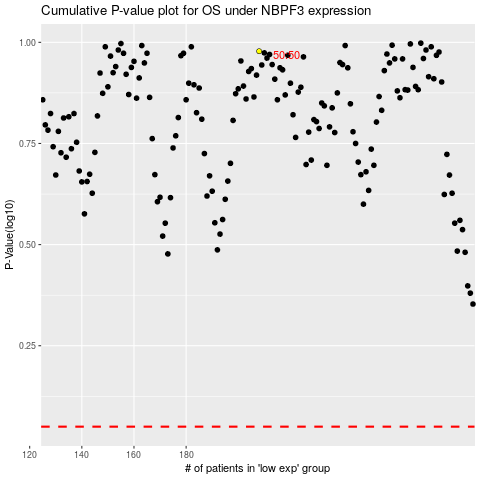 Cumulative P-value plot for OS under NBPF3 expression
P-Value(log10)
1.00
0.75
0.50
0.25
50:50
120 140 160 180
# of patients in 'low exp' group